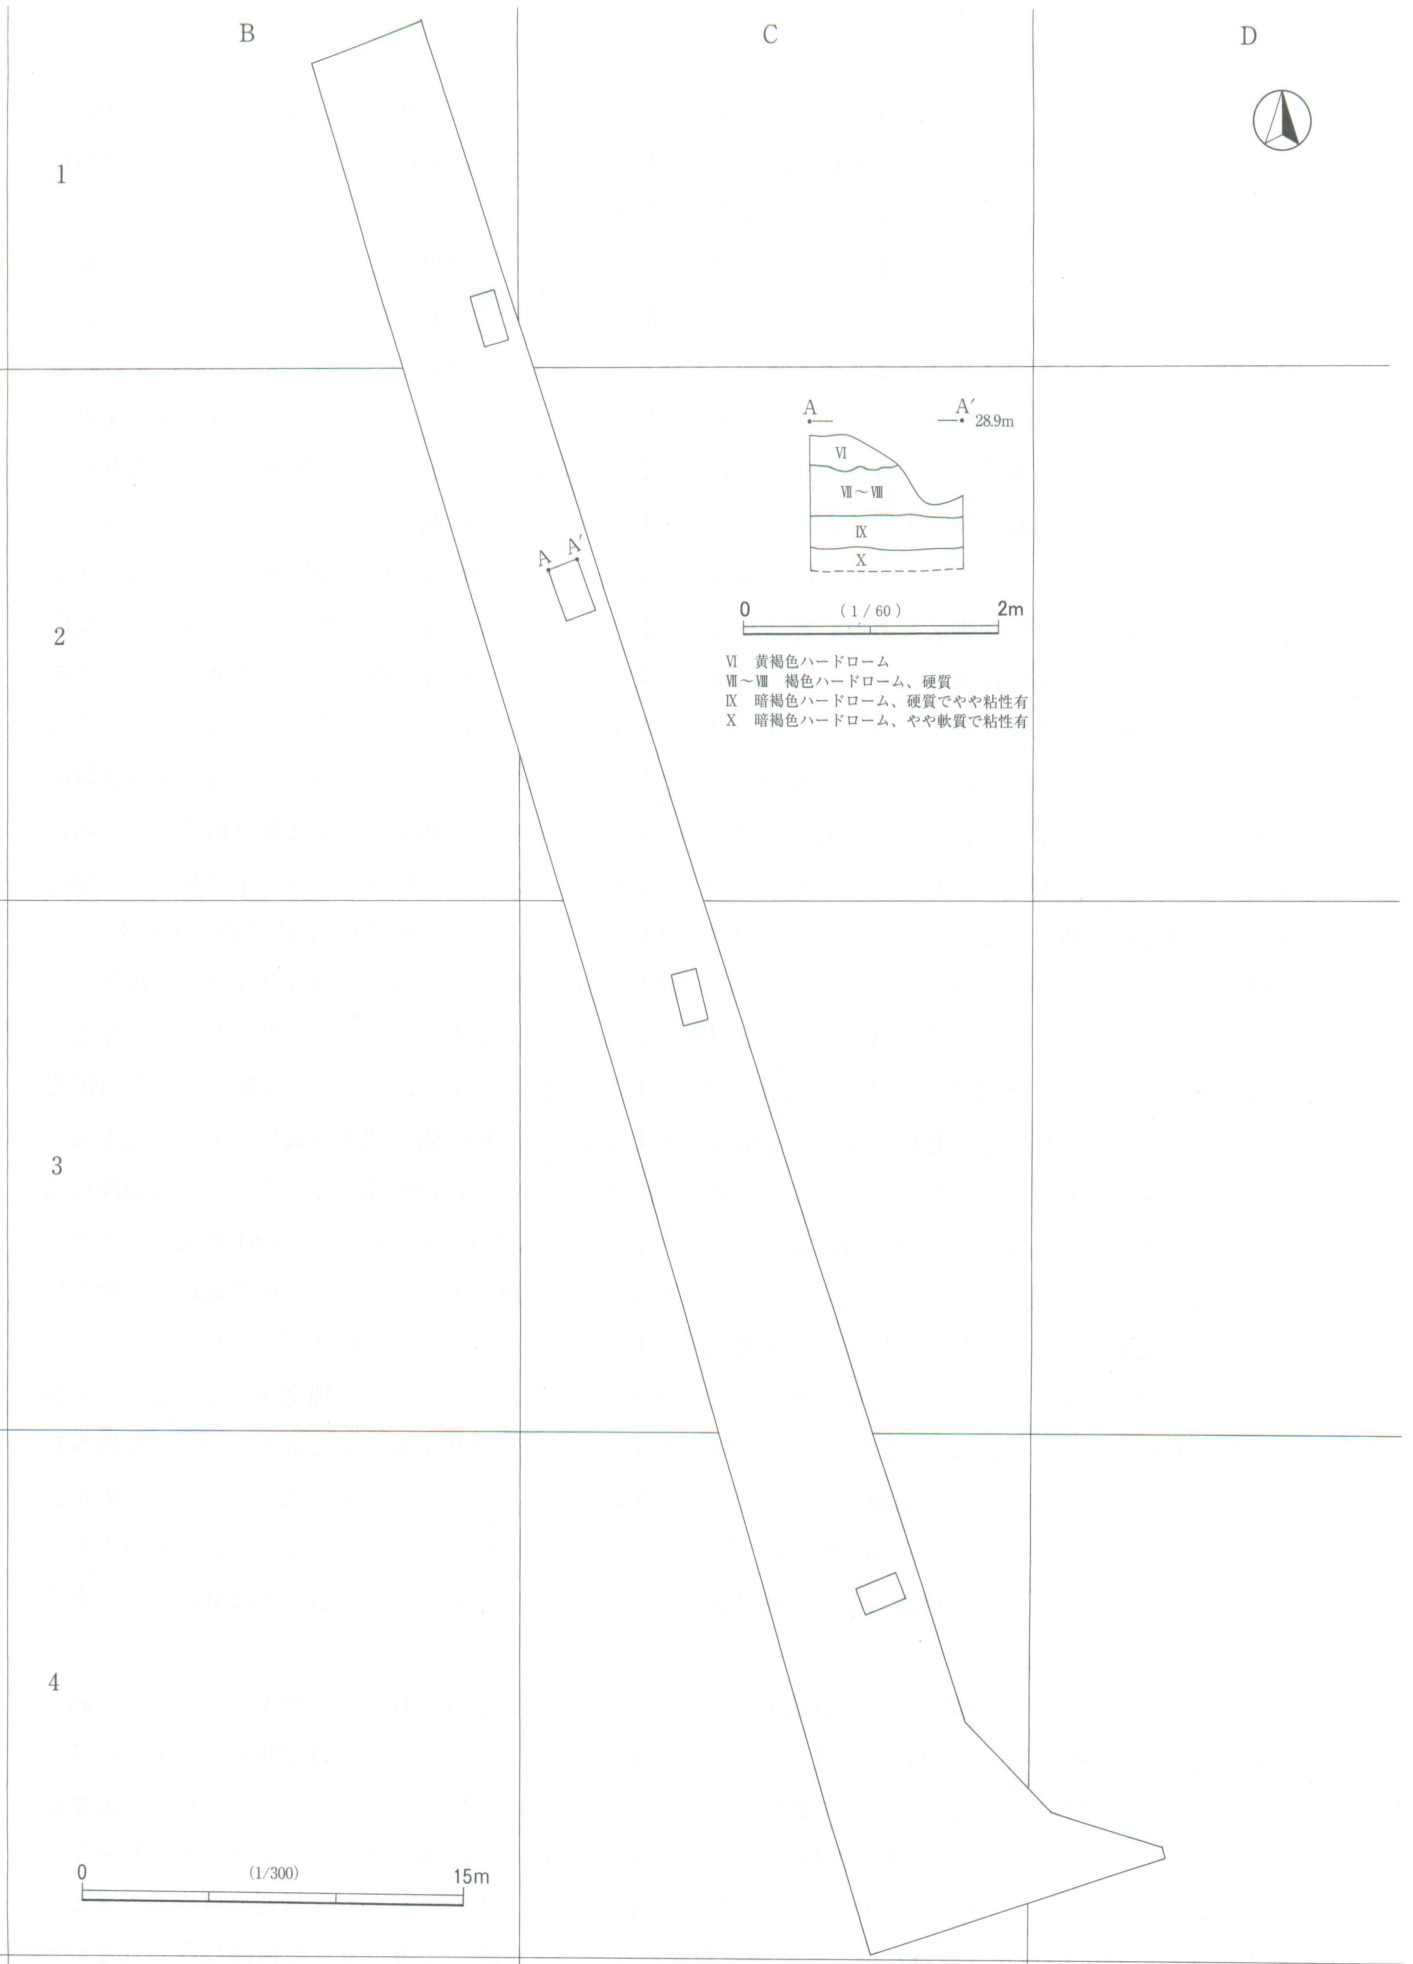 B
C
D
1
A
A′
28.9m
Ⅵ
Ⅶ～Ⅷ
Ⅸ
Ⅹ
A
A'
0
(1/60)
2m
2
Ⅵ 黄褐色ハードローム
Ⅶ～Ⅷ 褐色ハードローム、硬質
Ⅸ 暗褐色ハードローム、硬質でやや粘性有
Ⅹ 暗褐色ハードローム、やや軟質で粘性有
3
4
0
(1/300)
15m